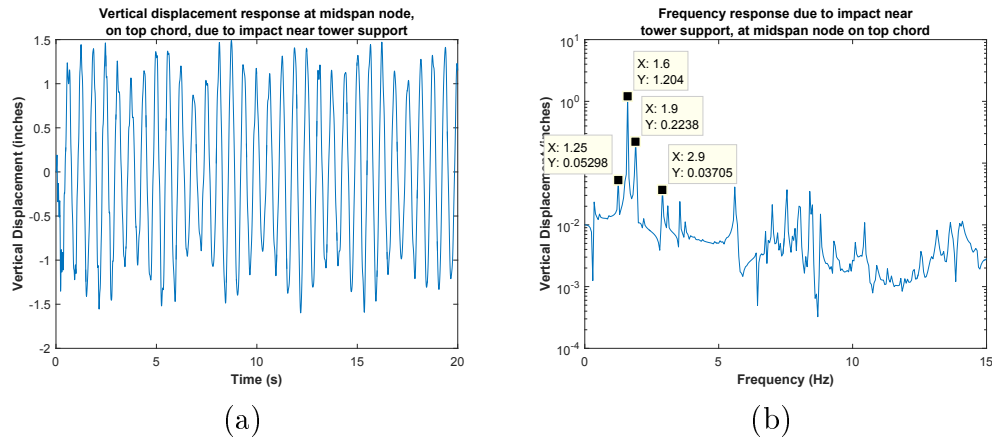 Vertical displacement response at midspan node,
on top chord, due to impact near tower support
Vertical Displacement (inches)
1.5
1
0.5
0
-0.5
-1
-1.5
-2
0
5
10
15
20
Time (s)
(a)
Frequency response due to impact near
tower support, at midspan node on top chord
Vertical Displacement (inches)
10^1
10^0
10^-2
10^-3
10^-4
X: 1.6
Y: 1.204
X: 1.9
Y: 0.2238
X: 1.25
Y: 0.05298
X: 2.9
Y: 0.03705
0
5
10
15
Frequency (Hz)
(b)